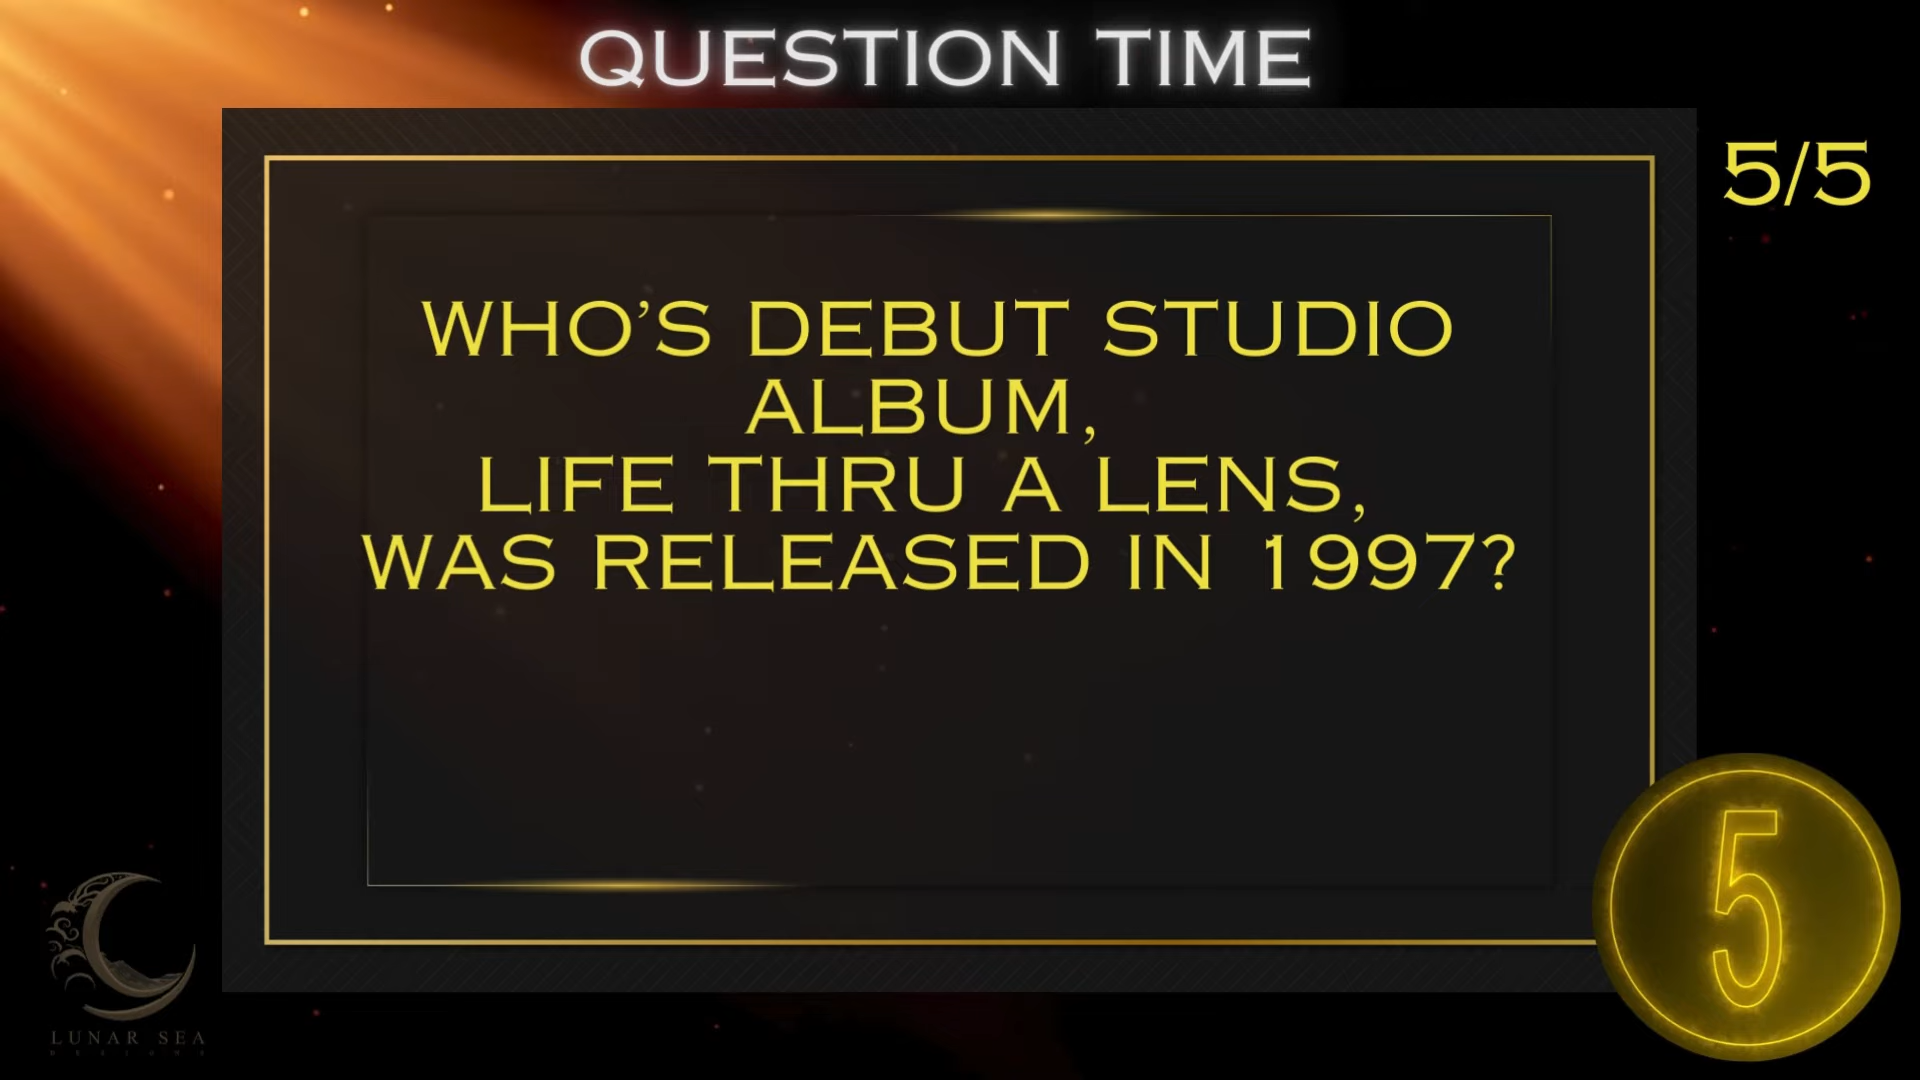 QUESTION TIME
5/5
WHO'S DEBUT STUDIO
ALBUM,
LIFE THRU A LENS,
WAS RELEASED IN 1997?
5
LUNAR SEA